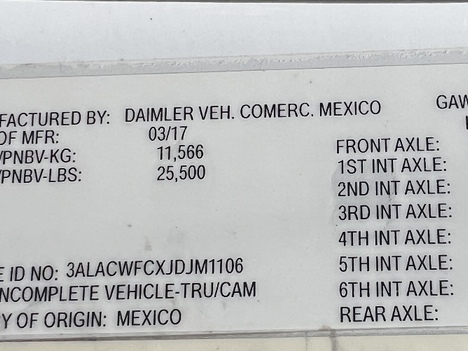 FACTURED BY: DAIMLER VEH. COMERC. MEXICO
OF MFR: 03/17
/PNBV-KG: 11,566
/PNBV-LBS: 25,500
E ID NO: 3ALACWFCXJDJM1106
NCOMPLETE VEHICLE-TRU/CAM
Y OF ORIGIN: MEXICO
GAW
FRONT AXLE:
1ST INT AXLE:
2ND INT AXLE:
3RD INT AXLE:
4TH INT AXLE:
5TH INT AXLE:
6TH INT AXLE:
REAR AXLE: